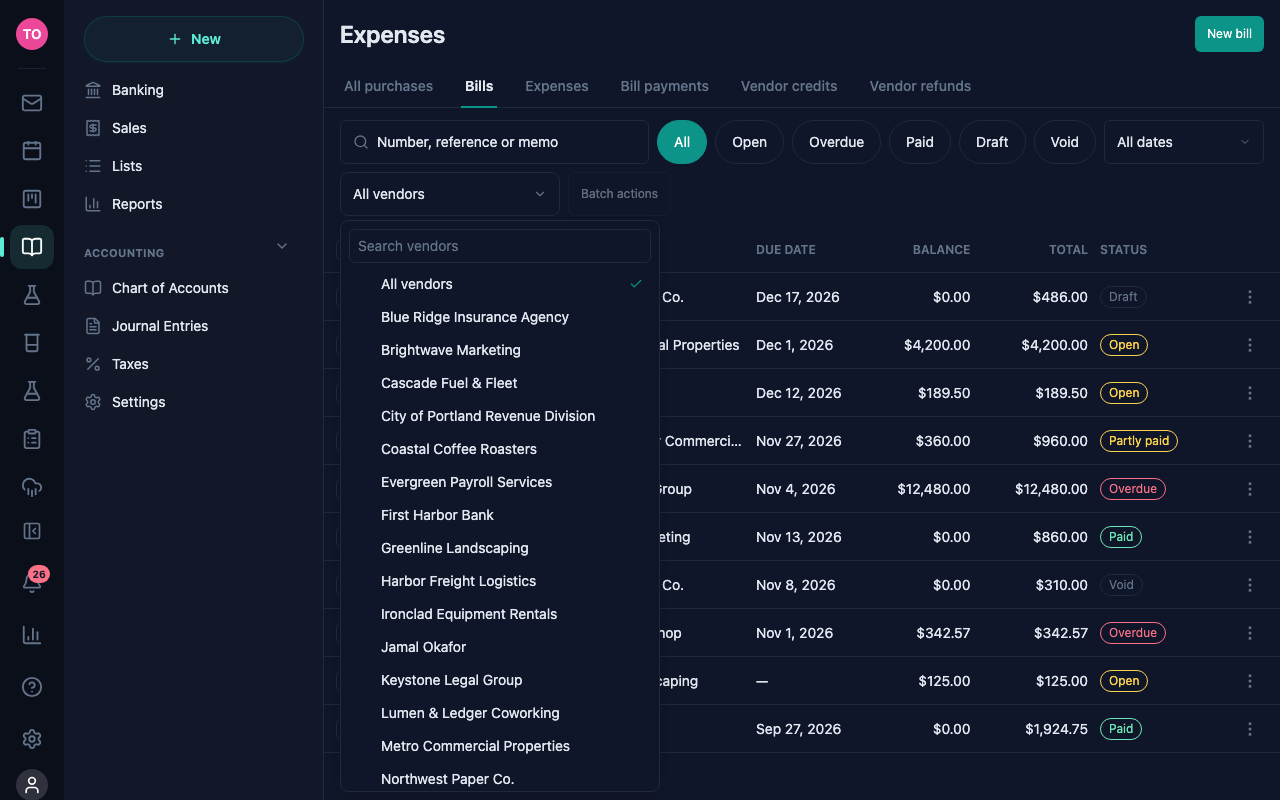 TO
New
Expenses
New bill
Banking
Sales
Lists
Reports
ACCOUNTING
Chart of Accounts
Journal Entries
Taxes
Settings
26
All purchases
Bills
Expenses
Bill payments
Vendor credits
Vendor refunds
Number, reference or memo
All
Open
Overdue
Paid
Draft
Void
All dates
All vendors
Batch actions
Search vendors
All vendors
Blue Ridge Insurance Agency
Brightwave Marketing
Cascade Fuel & Fleet
City of Portland Revenue Division
Coastal Coffee Roasters
Evergreen Payroll Services
First Harbor Bank
Greenline Landscaping
Harbor Freight Logistics
Ironclad Equipment Rentals
Jamal Okafor
Keystone Legal Group
Lumen & Ledger Coworking
Metro Commercial Properties
Northwest Paper Co.
DUE DATE BALANCE TOTAL STATUS
Co. Dec 17, 2026 $0.00 $486.00 Draft
al Properties Dec 1, 2026 $4,200.00 $4,200.00 Open
Dec 12, 2026 $189.50 $189.50 Open
Commerci... Nov 27, 2026 $360.00 $960.00 Partly paid
Group Nov 4, 2026 $12,480.00 $12,480.00 Overdue
eting Nov 13, 2026 $0.00 $860.00 Paid
Co. Nov 8, 2026 $0.00 $310.00 Void
hop Nov 1, 2026 $342.57 $342.57 Overdue
caping — $125.00 $125.00 Open
Sep 27, 2026 $0.00 $1,924.75 Paid